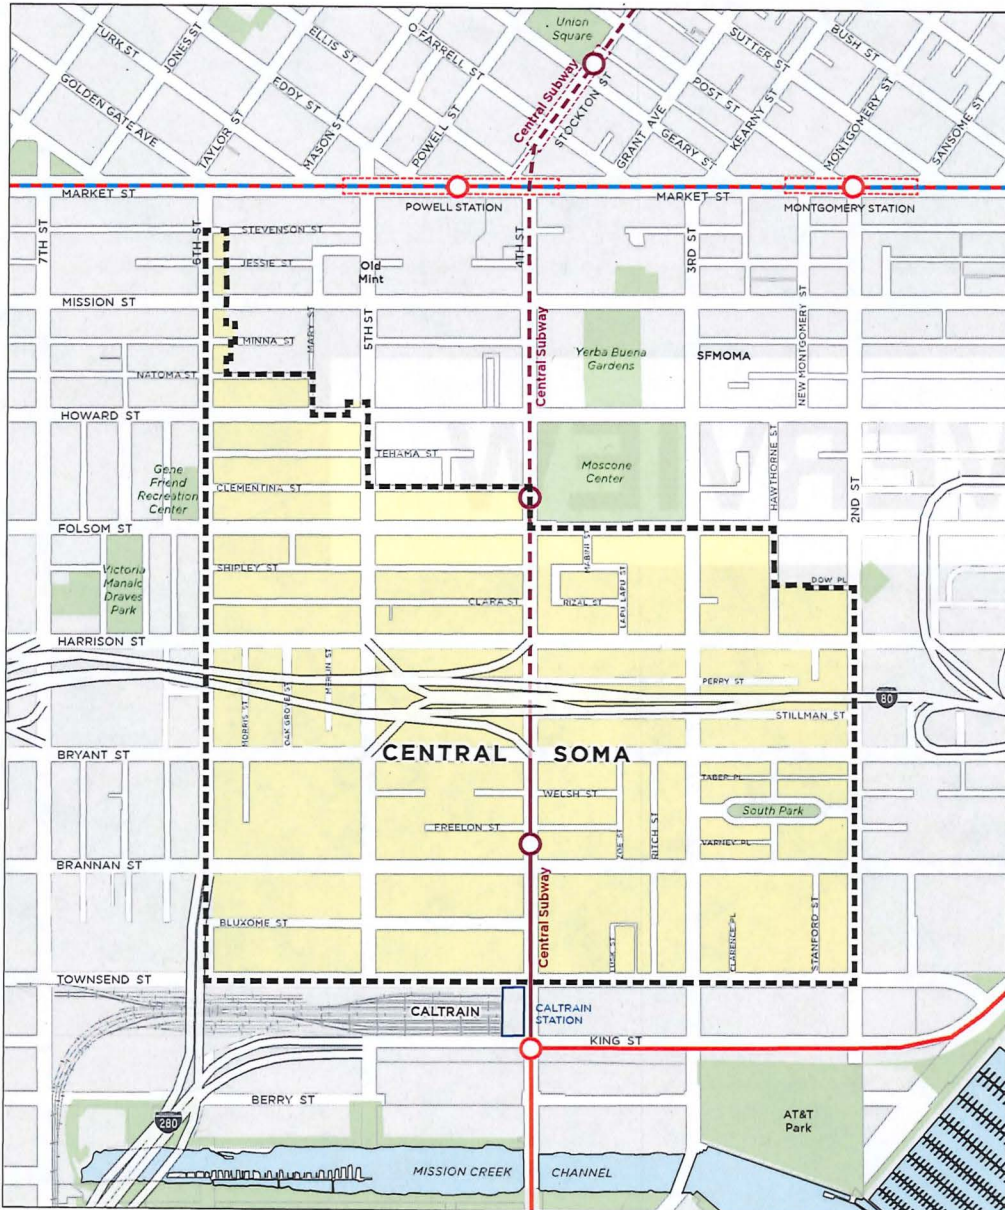 Union
Square
TURK ST
JONES ST
ELLIS ST
O'FARRELL ST
SUTTER ST
BUSH ST
GOLDEN GATE AVE
EDDY ST
Central Subway
STOCKTON ST
POST ST
TAYLOR ST
MASON ST
POWELL ST
GRANT AVE
GEARY ST
KEARNY ST
MONTGOMERY ST
SANSOME ST
MARKET ST
POWELL STATION
MARKET ST
MONTGOMERY STATION
7TH ST
6TH ST
STEVENSON ST
4TH ST
3RD ST
JESSIE ST
Old
Mint
MISSION ST
5TH ST
MINNA ST
MARY ST
NATOMA ST
Central Subway
Yerba Buena
Gardens
SFMOMA
NEW MONTGOMERY ST
HOWARD ST
TEHAMA ST
HAWTHORNE ST
VERVIEW
Gene
Friend
Recreation
Center
CLEMENTINA ST
Moscone
Center
2ND ST
FOLSOM ST
MABINI ST
Victoria
Manalo
Draves
Park
SHIPLEY ST
LAPU LAPU ST
DOW PL
CLARA ST
RIZAL ST
HARRISON ST
MORRIS ST
OAK GROVE ST
MERLIN ST
PERRY ST
80
STILLMAN ST
BRYANT ST
CENTRAL SOMA
TABER PL
WELSH ST
South Park
FREELON ST
ZOE ST
RITCH ST
VARNEY PL
BRANNAN ST
Central Subway
BLUXOME ST
LUSK ST
CLARENCE PL
STANFORD ST
TOWNSEND ST
CALTRAIN
CALTRAIN
STATION
KING ST
BERRY ST
280
AT&T
Park
MISSION CREEK CHANNEL